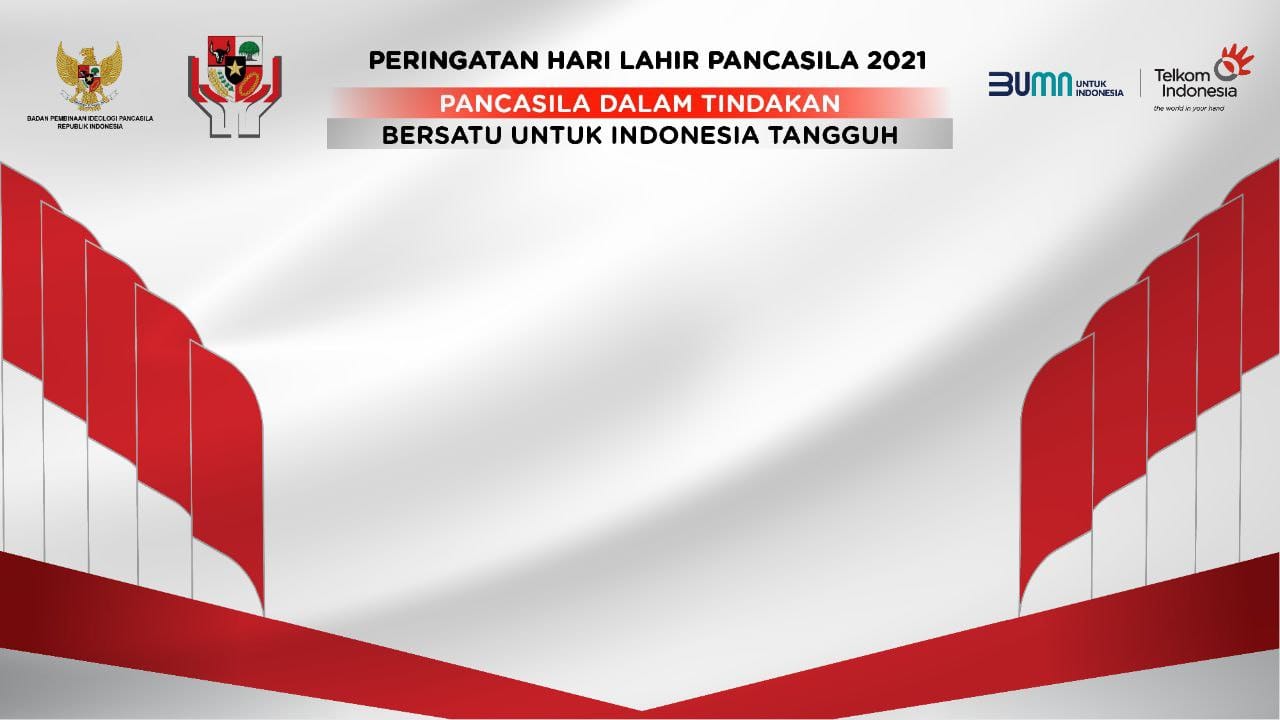 BADAN PEMBINAAN IDEOLOGI PANCASILA
REPUBLIK INDONESIA
PERINGATAN HARI LAHIR PANCASILA 2021
PANCASILA DALAM TINDAKAN
BERSATU UNTUK INDONESIA TANGGUH
BUMN UNTUK
INDONESIA
Telkom
Indonesia
the world in your hand